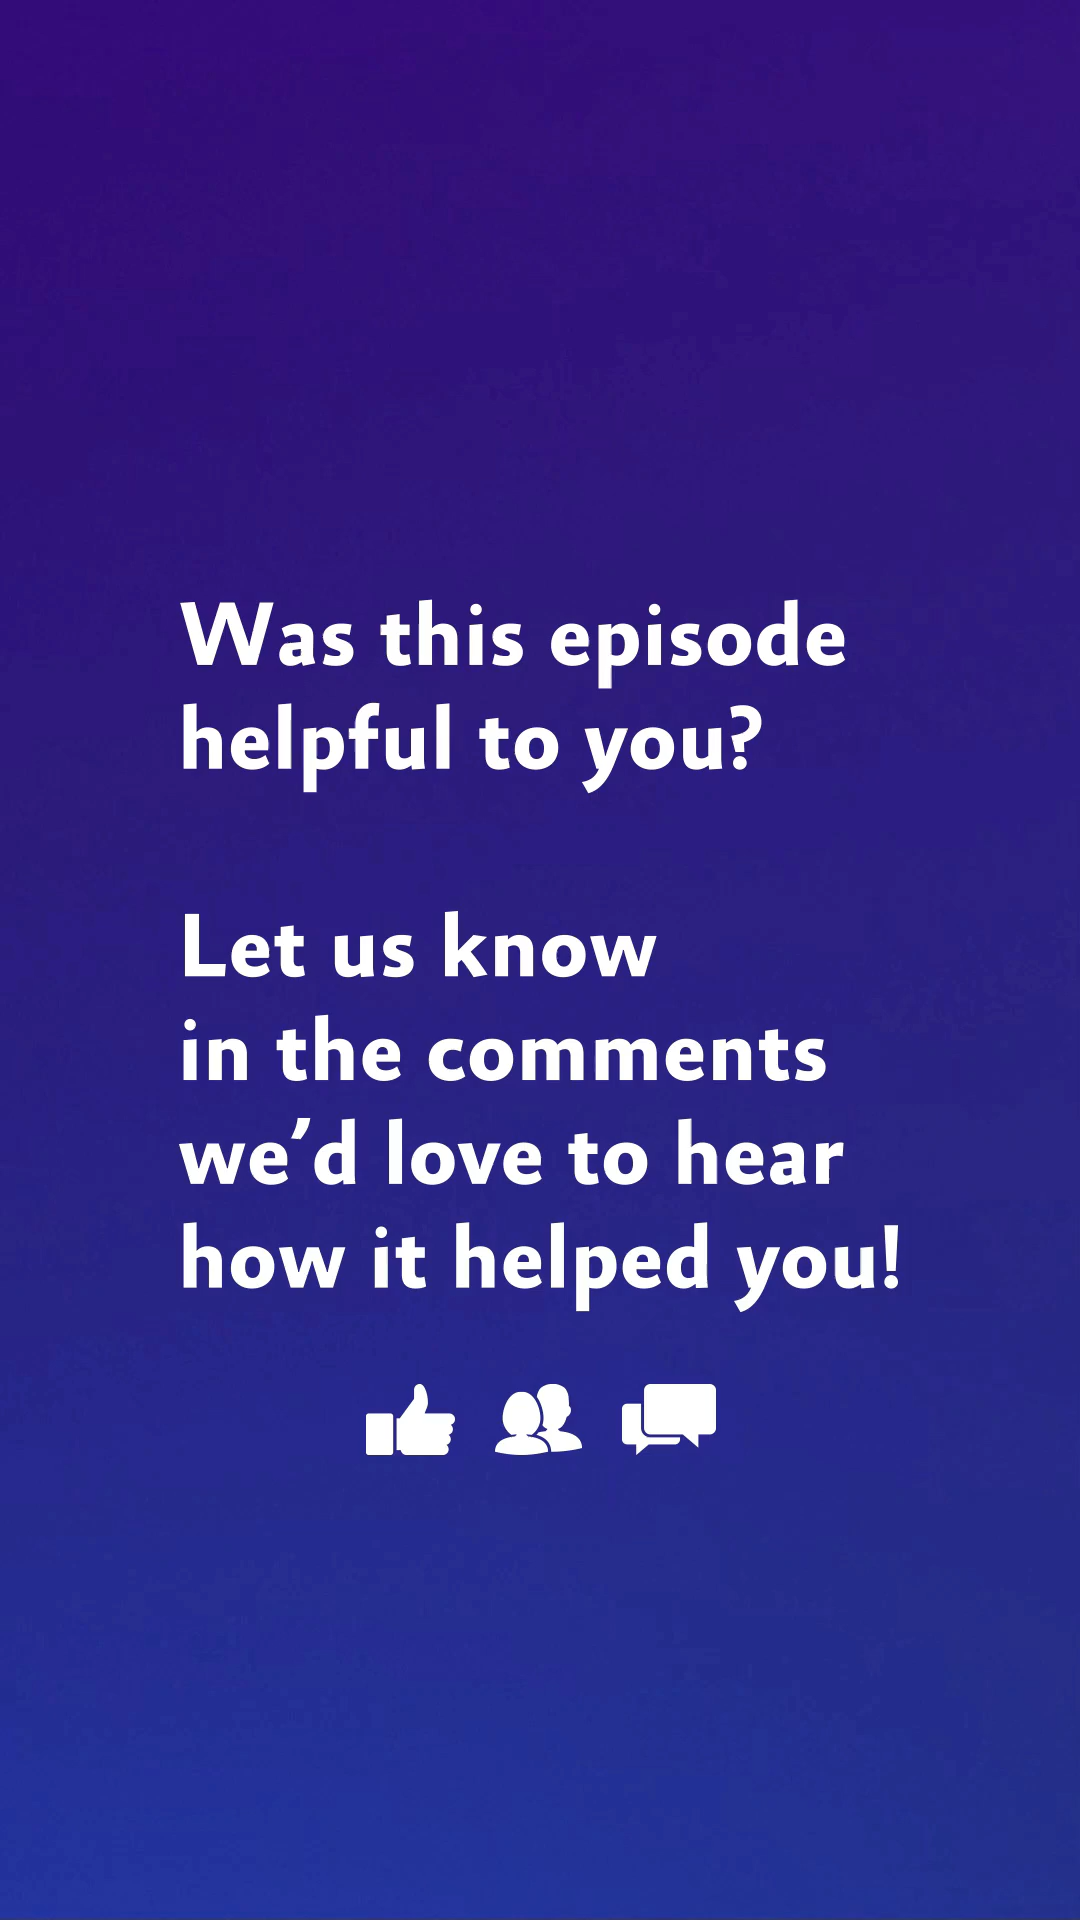 Was this episode
helpful to you?
Let us know
in the comments
we’d love to hear
how it helped you!